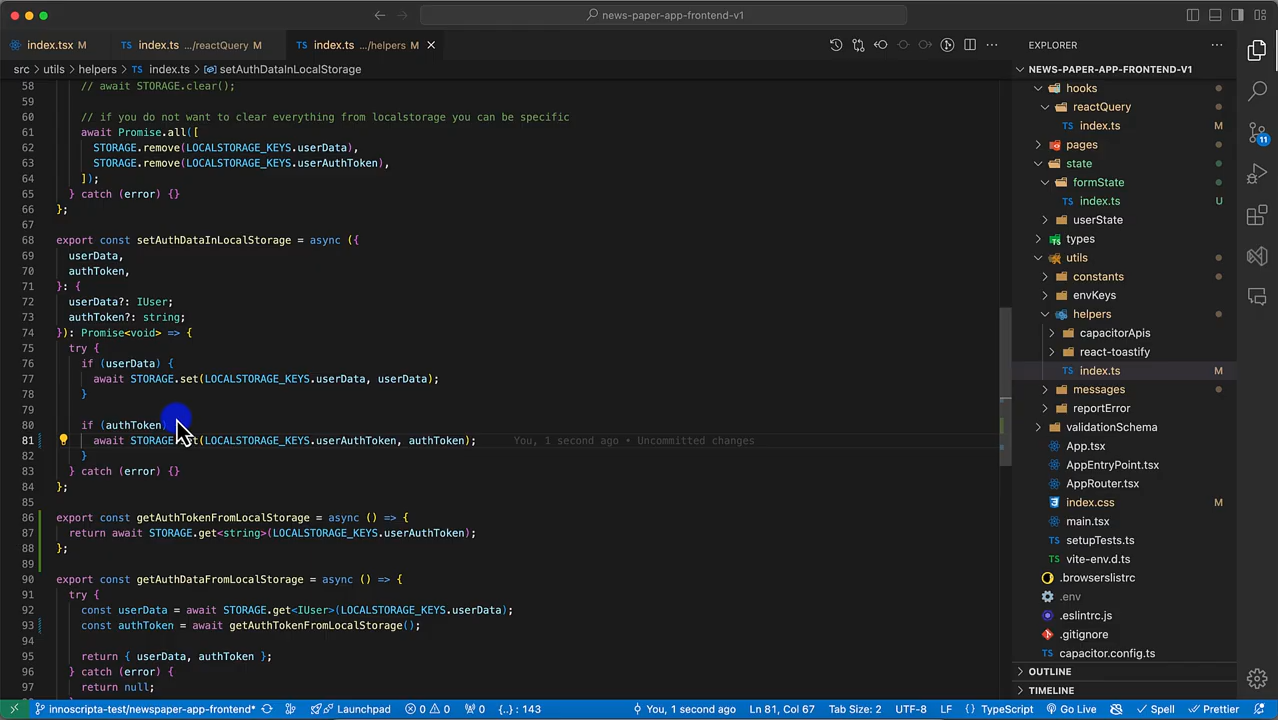 news-paper-app-frontend-v1
index.tsx M
index.ts .../reactQuery M
index.ts .../helpers M
EXPLORER
src > utils > helpers > TS index.ts > setAuthDataInLocalStorage
58 // await STORAGE.clear();
59
60 // if you do not want to clear everything from localstorage you can be specific
61 await Promise.all([
62 STORAGE.remove(LOCALSTORAGE_KEYS.userData),
63 STORAGE.remove(LOCALSTORAGE_KEYS.userAuthToken),
64 ]);
65 } catch (error) {}
66 };
67
68 export const setAuthDataInLocalStorage = async ({
69 userData,
70 authToken,
71 }: {
72 userData?: IUser;
73 authToken?: string;
74 }): Promise<void> => {
75 try {
76 if (userData) {
77 await STORAGE.set(LOCALSTORAGE_KEYS.userData, userData);
78 }
79
80 if (authToken
81 await STORAGE. t(LOCALSTORAGE_KEYS.userAuthToken, authToken); You, 1 second ago • Uncommitted changes
82 }
83 } catch (error) {}
84 };
85
86 export const getAuthTokenFromLocalStorage = async () => {
87 return await STORAGE.get<string>(LOCALSTORAGE_KEYS.userAuthToken);
88 };
89
90 export const getAuthDataFromLocalStorage = async () => {
91 try {
92 const userData = await STORAGE.get<IUser>(LOCALSTORAGE_KEYS.userData);
93 const authToken = await getAuthTokenFromLocalStorage();
94
95 return { userData, authToken };
96 } catch (error) {
97 return null;
NEWS-PAPER-APP-FRONTEND-V1
hooks
reactQuery
TS index.ts M
pages
state
formState
TS index.ts U
userState
types
utils
constants
envKeys
helpers
capacitorApis
react-toastify
TS index.ts M
messages
reportError
validationSchema
App.tsx
AppEntryPoint.tsx
AppRouter.tsx
index.css M
main.tsx
TS setupTests.ts
TS vite-env.d.ts
.browserslistrc
.env
.eslintrc.js
.gitignore
TS capacitor.config.ts
OUTLINE
TIMELINE
11
innoscripta-test/newspaper-app-frontend* Launchpad 0 0 0 {..} : 143 You, 1 second ago Ln 81, Col 67 Tab Size: 2 UTF-8 LF {} TypeScript Go Live Spell Prettier